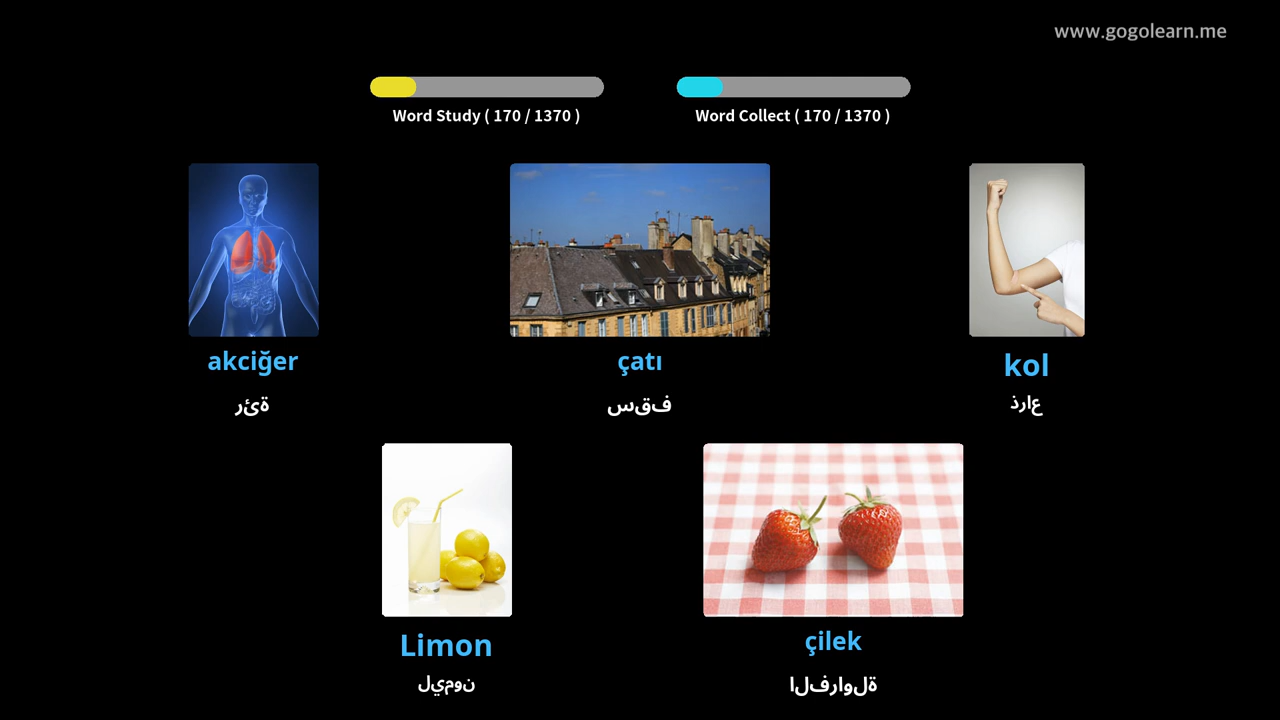 www.gogolearn.me
Word Study ( 170 / 1370 )
Word Collect ( 170 / 1370 )
akciğer
رئة
çatı
سقف
kol
ذراع
Limon
ليمون
çilek
الفراولة